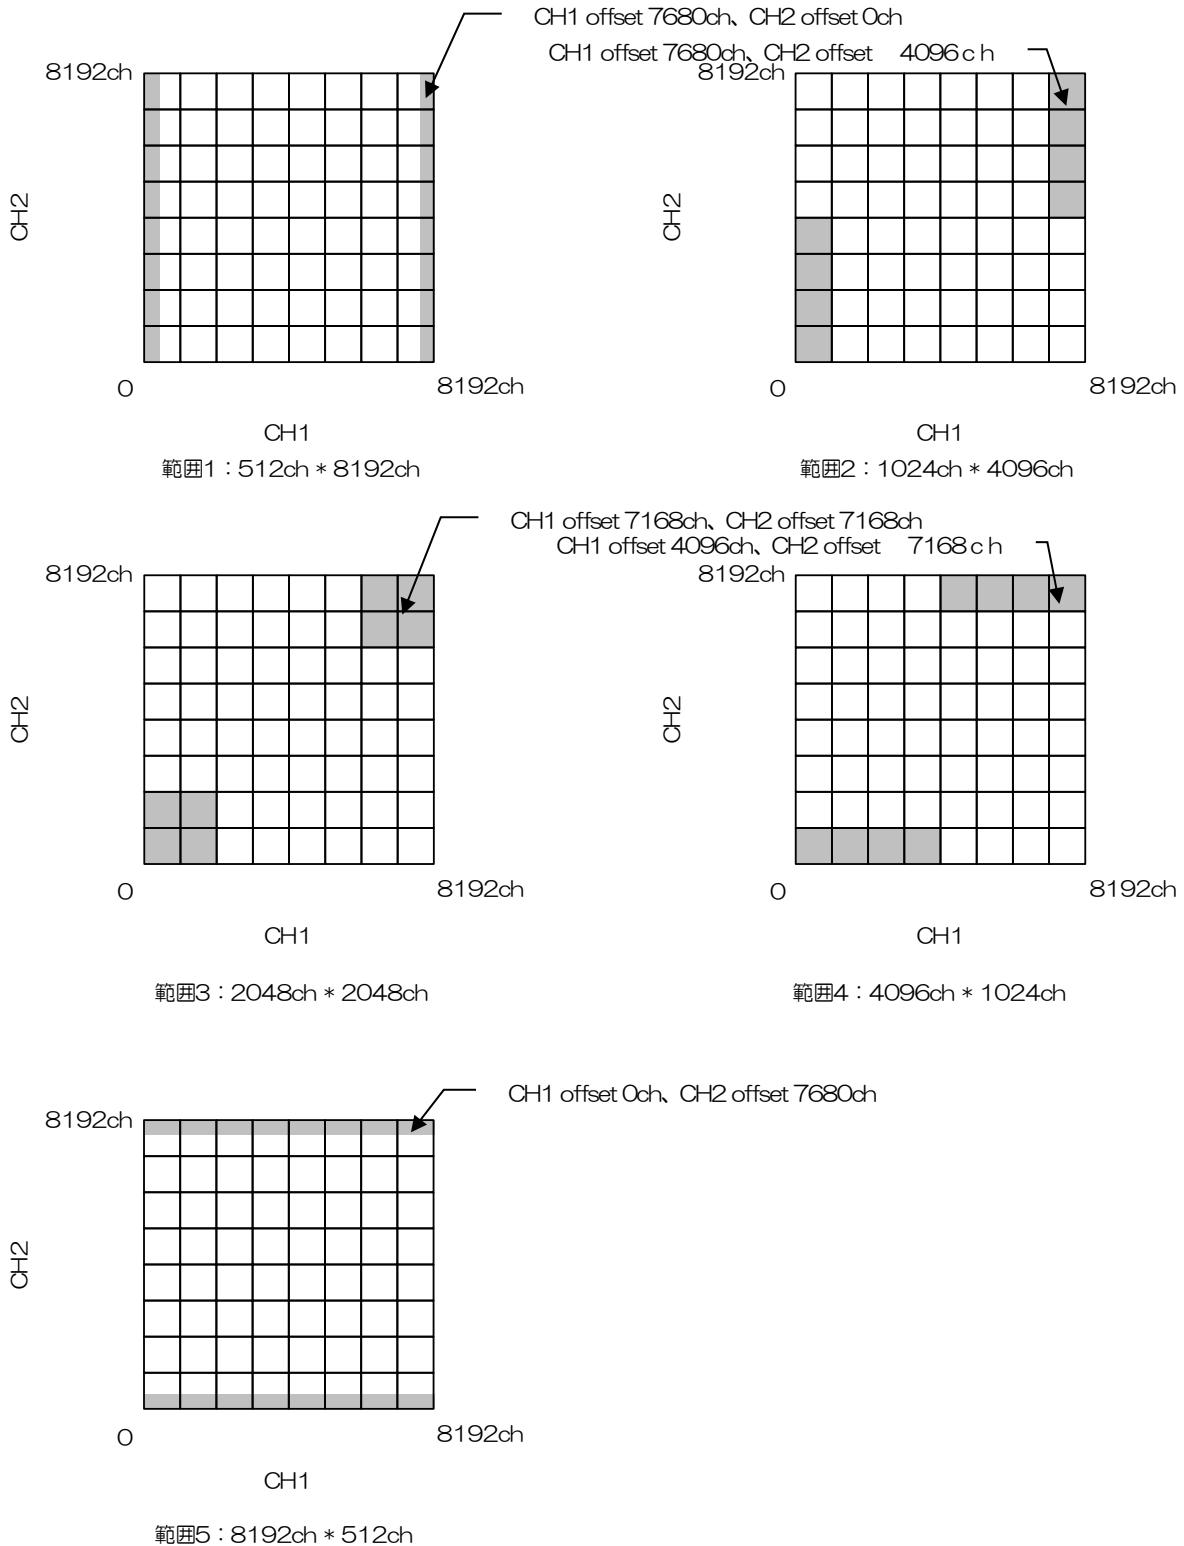 CH1 offset 7680ch、CH2 offset 0ch
CH1 offset 7680ch、CH2 offset　4096ｃｈ
8192ch
8192ch
CH2
CH2
0
8192ch
0
8192ch
CH1
CH1
範囲1：512ch * 8192ch
範囲2：1024ch * 4096ch
CH1 offset 7168ch、CH2 offset 7168ch
CH1 offset 4096ch、CH2 offset　7168ｃｈ
8192ch
8192ch
CH2
CH2
0
8192ch
0
8192ch
CH1
CH1
範囲3：2048ch * 2048ch
範囲4：4096ch * 1024ch
CH1 offset 0ch、CH2 offset 7680ch
8192ch
CH2
0
8192ch
CH1
範囲5：8192ch * 512ch